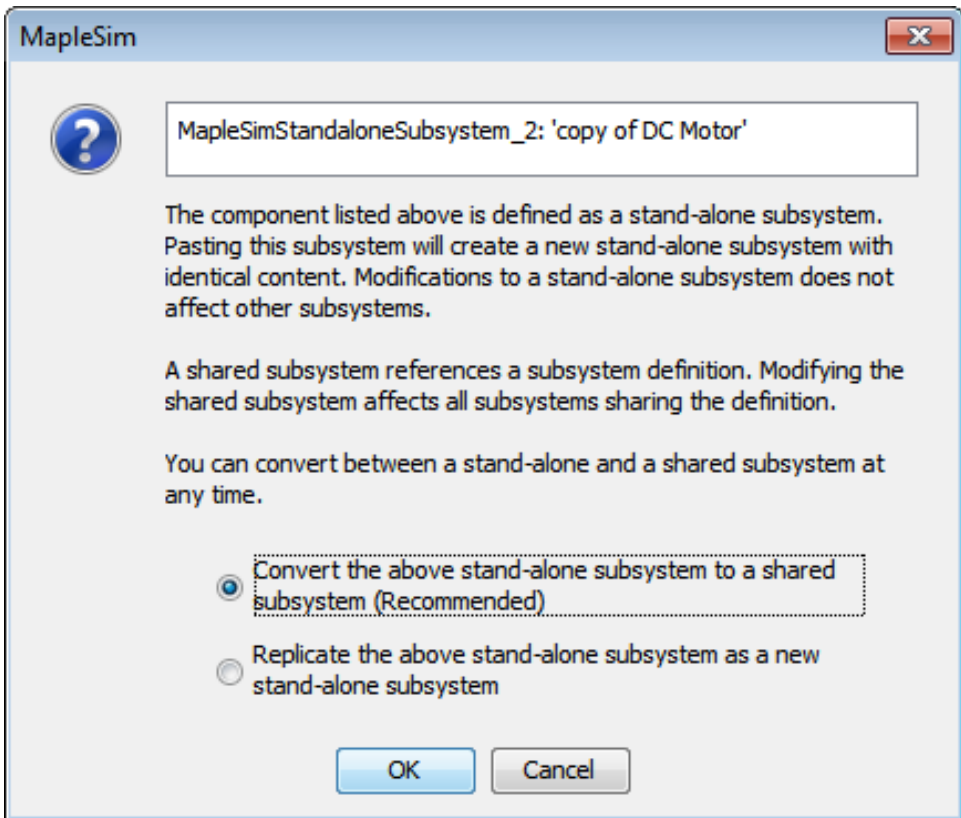 MapleSim
MapleSimStandaloneSubsystem_2: 'copy of DC Motor'
The component listed above is defined as a stand-alone subsystem.
Pasting this subsystem will create a new stand-alone subsystem with
identical content. Modifications to a stand-alone subsystem does not
affect other subsystems.
A shared subsystem references a subsystem definition. Modifying the
shared subsystem affects all subsystems sharing the definition.
You can convert between a stand-alone and a shared subsystem at
any time.
Convert the above stand-alone subsystem to a shared
subsystem (Recommended)
Replicate the above stand-alone subsystem as a new
stand-alone subsystem
OK
Cancel